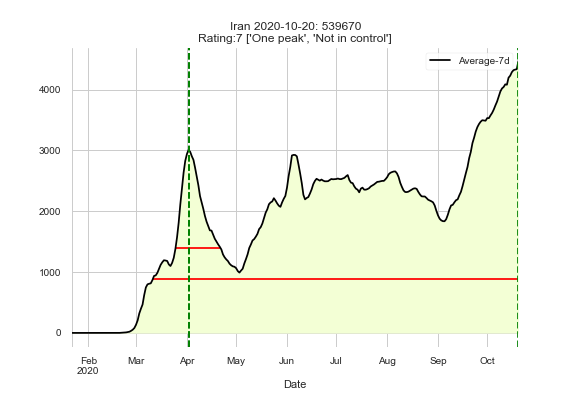 Iran 2020-10-20: 539670
Rating:7 ['One peak', 'Not in control']
Average-7d
4000
3000
2000
1000
0
Feb Mar Apr May Jun Jul Aug Sep Oct
2020
Date